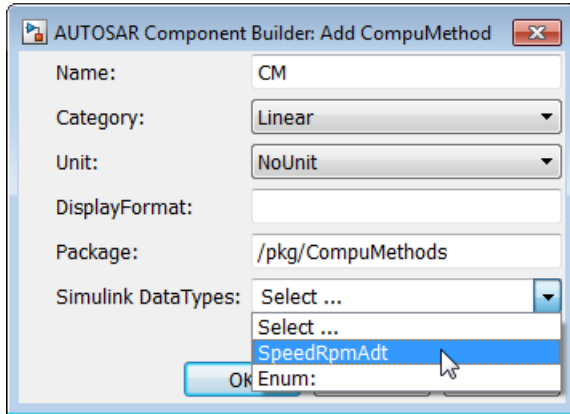 AUTOSAR Component Builder: Add CompuMethod
Name: CM
Category: Linear
Unit: NoUnit
DisplayFormat:
Package: /pkg/CompuMethods
Simulink DataTypes: Select ...
Select ...
SpeedRpmAdt
Enum: